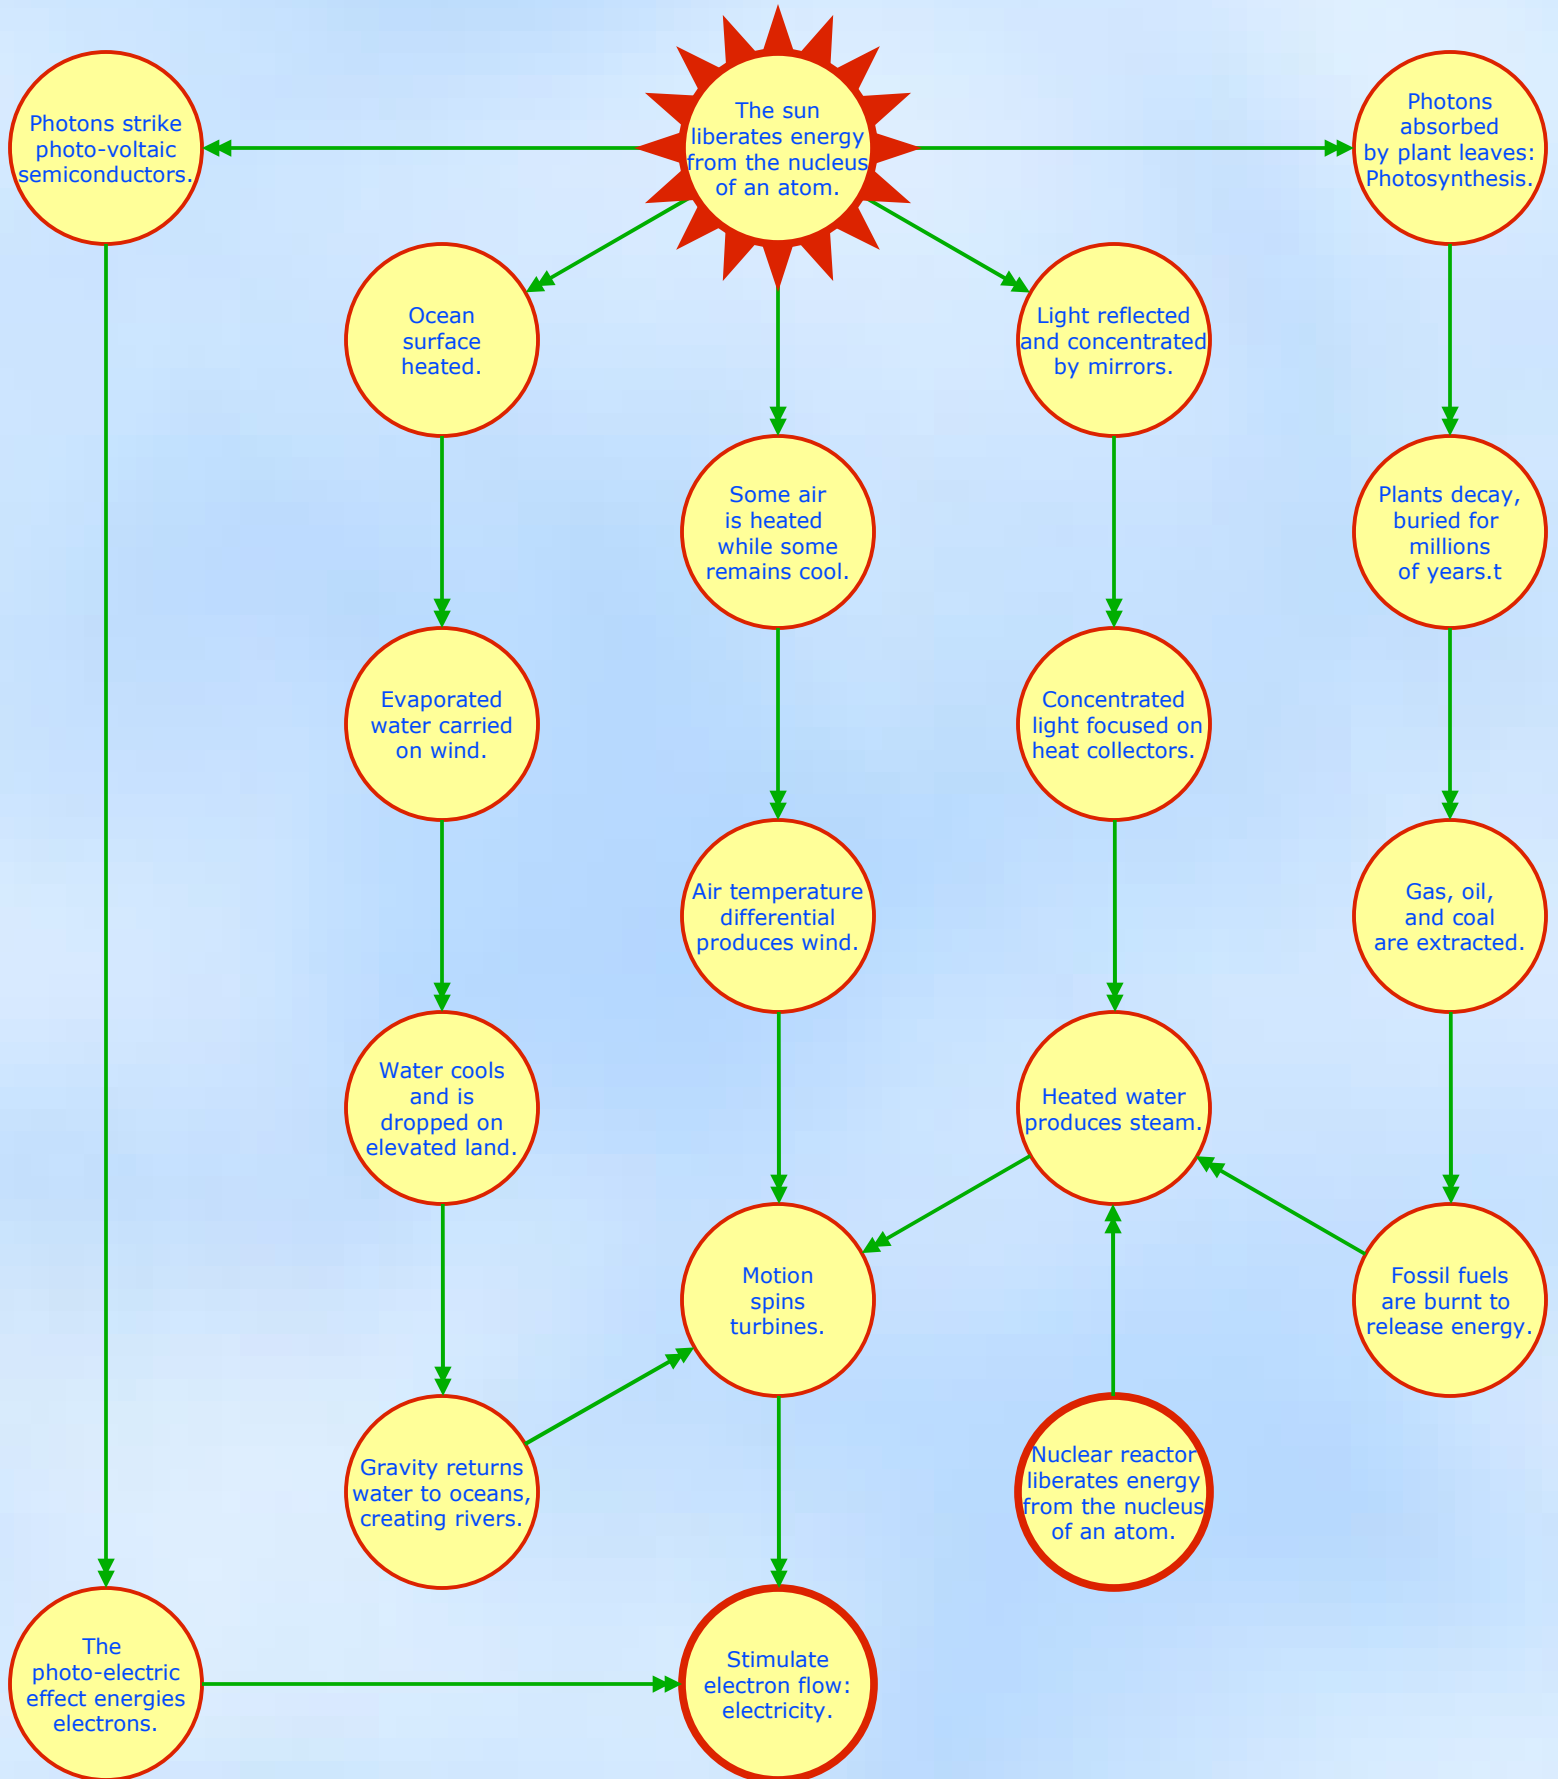 The sun
liberates energy
from the nucleus
of an atom.
Photons strike
photo-voltaic
semiconductors.
Photons
absorbed
by plant leaves:
Photosynthesis.
Ocean
surface
heated.
Light reflected
and concentrated
by mirrors.
Some air
is heated
while some
remains cool.
Plants decay,
buried for
millions
of years.t
Evaporated
water carried
on wind.
Concentrated
light focused on
heat collectors.
Air temperature
differential
produces wind.
Gas, oil,
and coal
are extracted.
Water cools
and is
dropped on
elevated land.
Heated water
produces steam.
Motion
spins
turbines.
Fossil fuels
are burnt to
release energy.
Gravity returns
water to oceans,
creating rivers.
Nuclear reactor
liberates energy
from the nucleus
of an atom.
The
photo-electric
effect energies
electrons.
Stimulate
electron flow:
electricity.